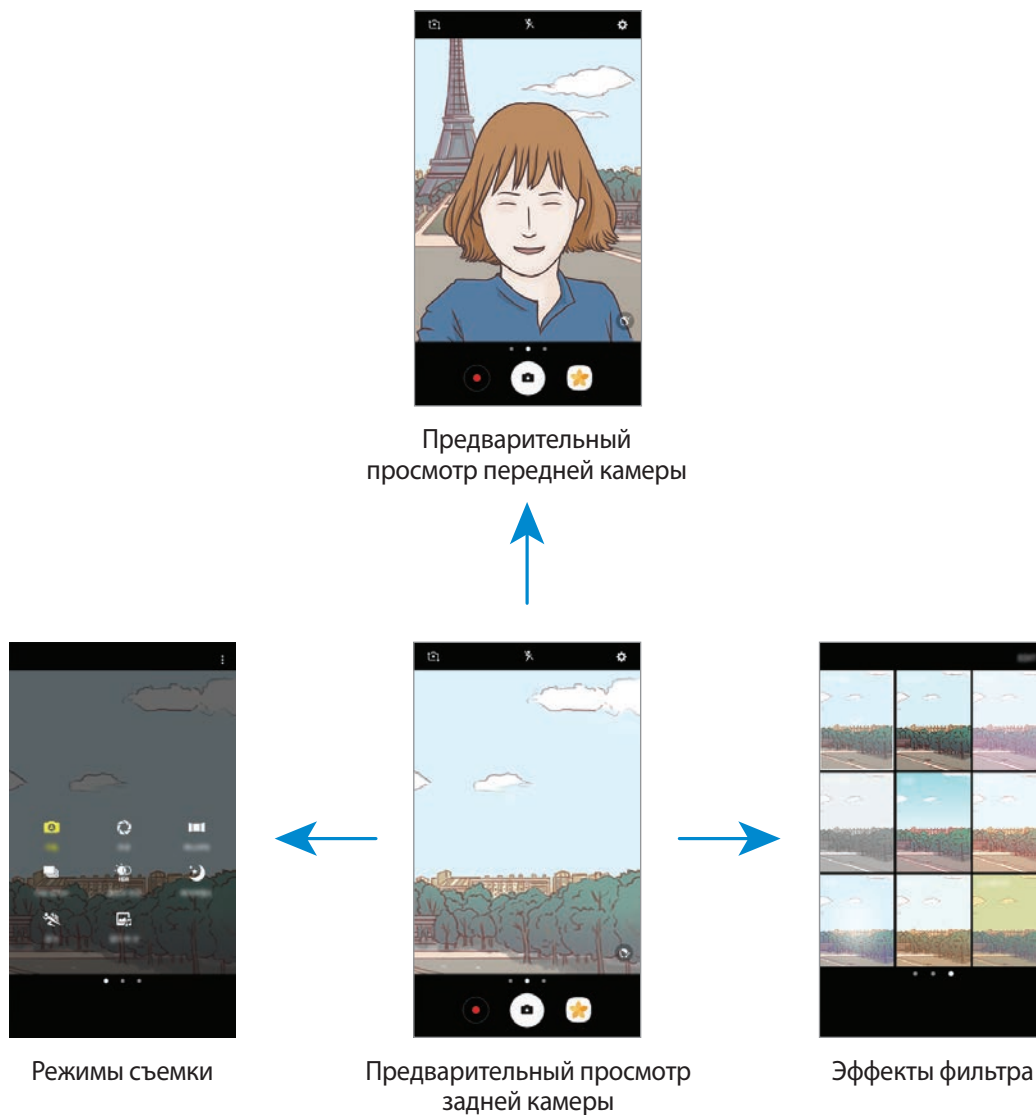 Предварительный
просмотр передней камеры
Режимы съемки
Предварительный просмотр
задней камеры
Эффекты фильтра